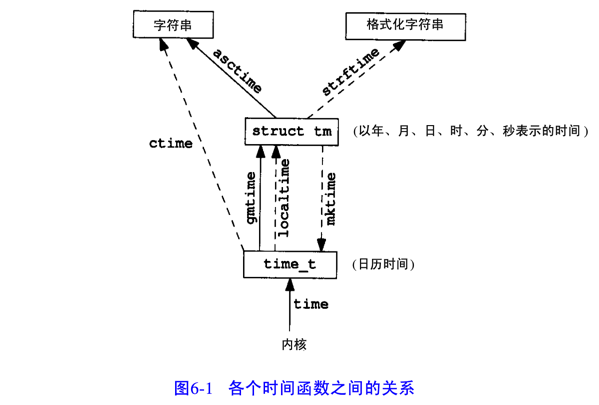 字符串
格式化字符串
asctime
strftime
ctime
struct tm
(以年、月、日、时、分、秒表示的时间)
gmtime
localtime
mktime
time_t
(日历时间)
time
内核
图6-1 各个时间函数之间的关系